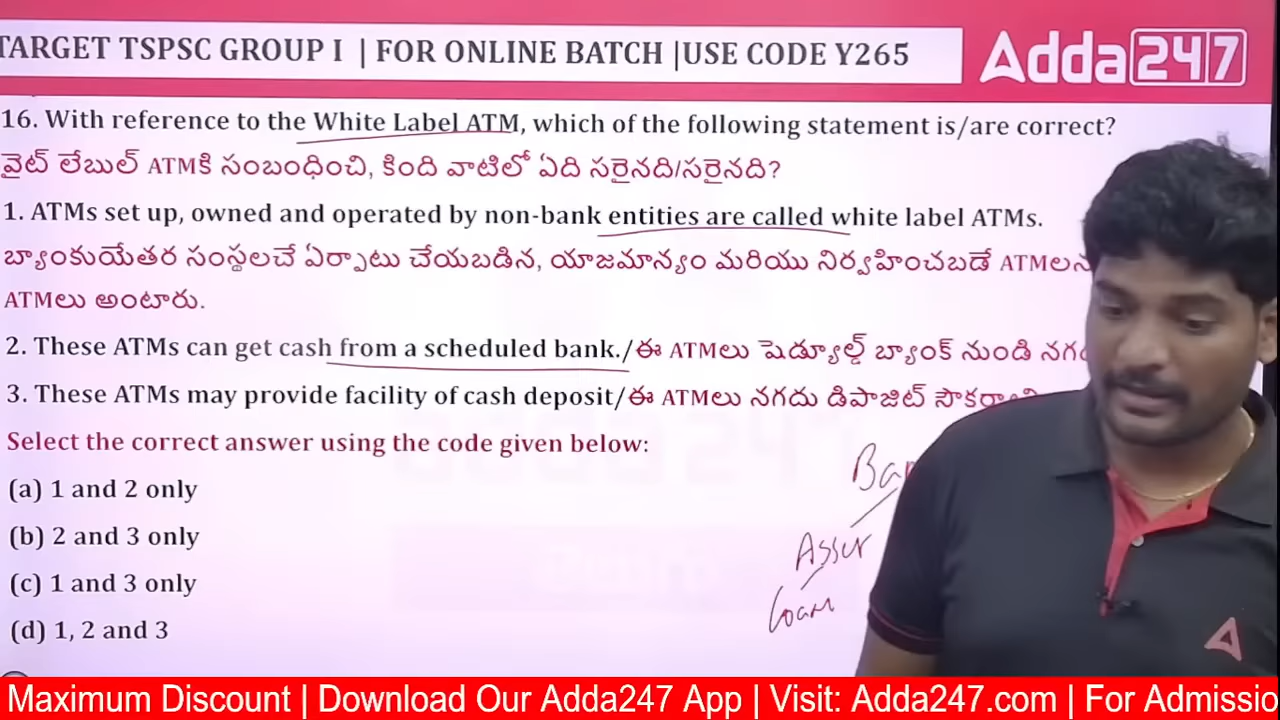 TARGET TSPSC GROUP I | FOR ONLINE BATCH |USE CODE Y265
Adda247
16. With reference to the White Label ATM, which of the following statement is/are correct?
వైట్ లేబుల్ ATMకి సంబంధించి, కింది వాటిలో ఏది సరైనది/సరైనది?
1. ATMs set up, owned and operated by non-bank entities are called white label ATMs.
బ్యాంకుయేతర సంస్థలచే ఏర్పాటు చేయబడిన, యాజమాన్యం మరియు నిర్వహించబడే
ATMలు అంటారు.
2. These ATMs can get cash from a scheduled bank./ఈ ATMలు షెడ్యూల్డ్ బ్యాంక్ నుండి
3. These ATMs may provide facility of cash deposit/ఈ ATMలు నగదు డిపాజిట్
Select the correct answer using the code given below:
(a) 1 and 2 only
(b) 2 and 3 only
(c) 1 and 3 only
(d) 1, 2 and 3
Loan
Maximum Discount | Download Our Adda247 App | Visit: Adda247.com | For Admissio